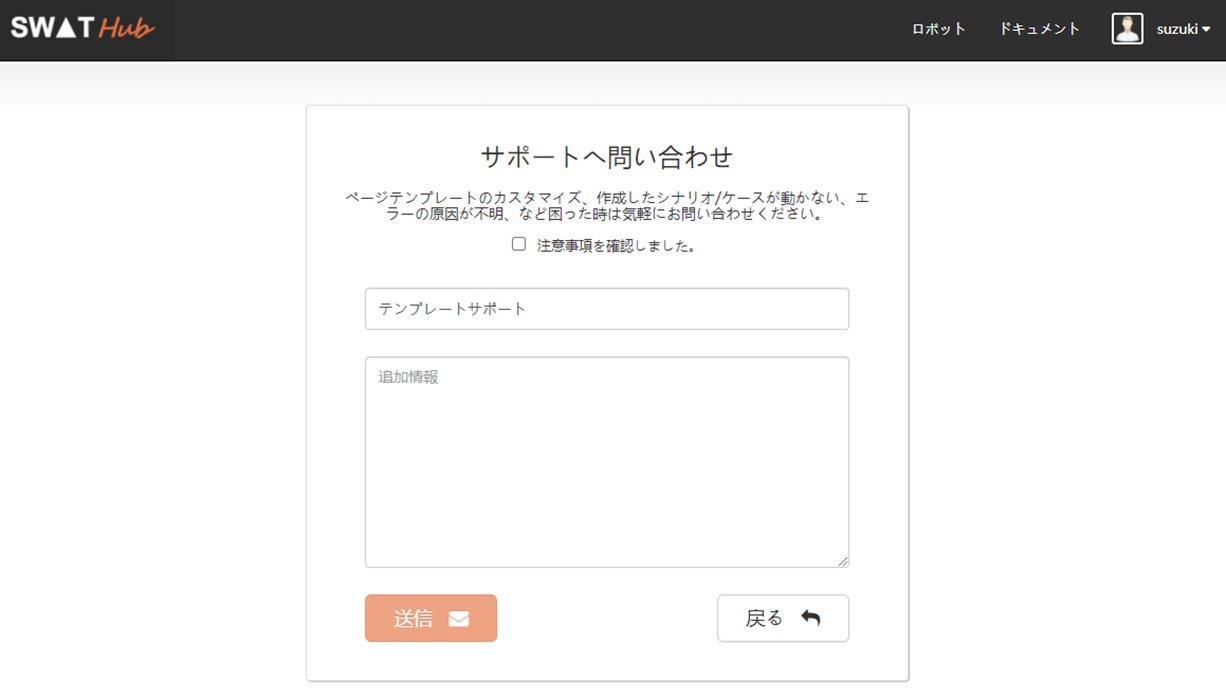 SWAT Hub
ロボット
ドキュメント
suzuki
サポートへ問い合わせ
ページテンプレートのカスタマイズ、作成したシナリオ/ケースが動かない、エ
ラーの原因が不明、など困った時は気軽にお問い合わせください。
注意事項を確認しました。
テンプレートサポート
追加情報
送信
戻る